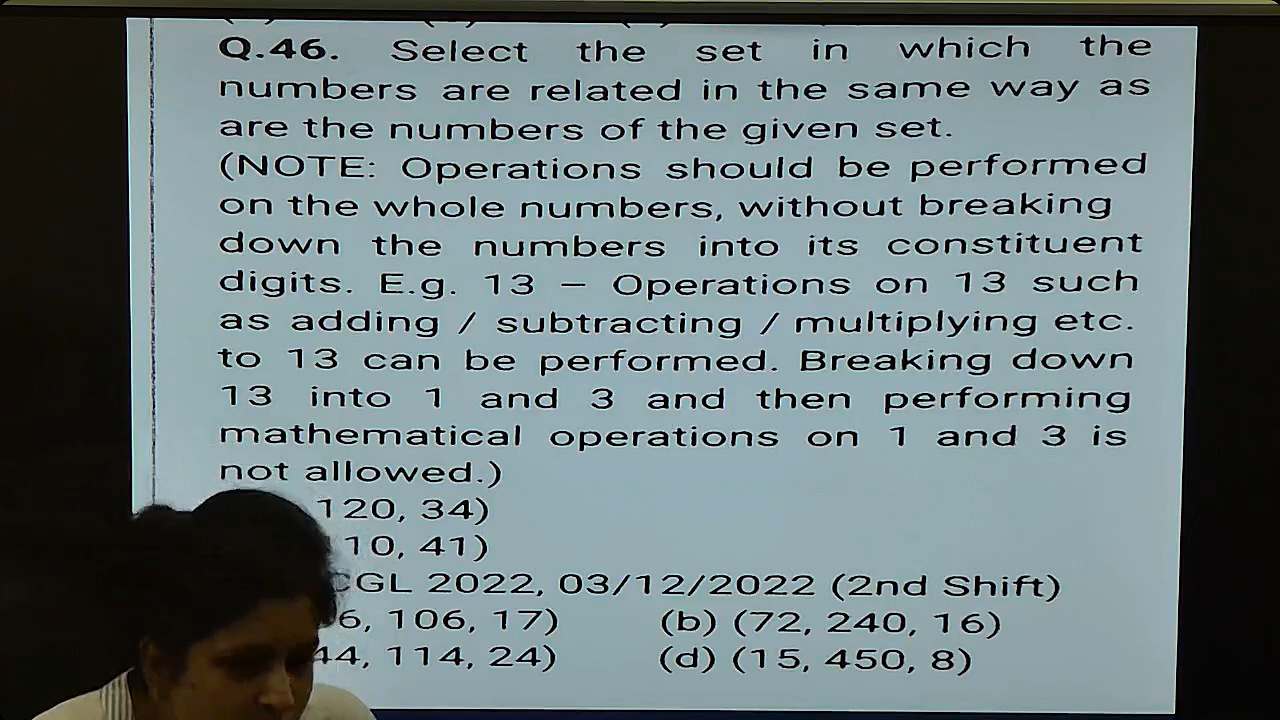 Q.46. Select the set in which the
numbers are related in the same way as
are the numbers of the given set.
(NOTE: Operations should be performed
on the whole numbers, without breaking
down the numbers into its constituent
digits. E.g. 13 – Operations on 13 such
as adding / subtracting / multiplying etc.
to 13 can be performed. Breaking down
13 into 1 and 3 and then performing
mathematical operations on 1 and 3 is
not allowed.)
120, 34)
10, 41)
CGL 2022, 03/12/2022 (2nd Shift)
6, 106, 17) (b) (72, 240, 16)
44, 114, 24) (d) (15, 450, 8)